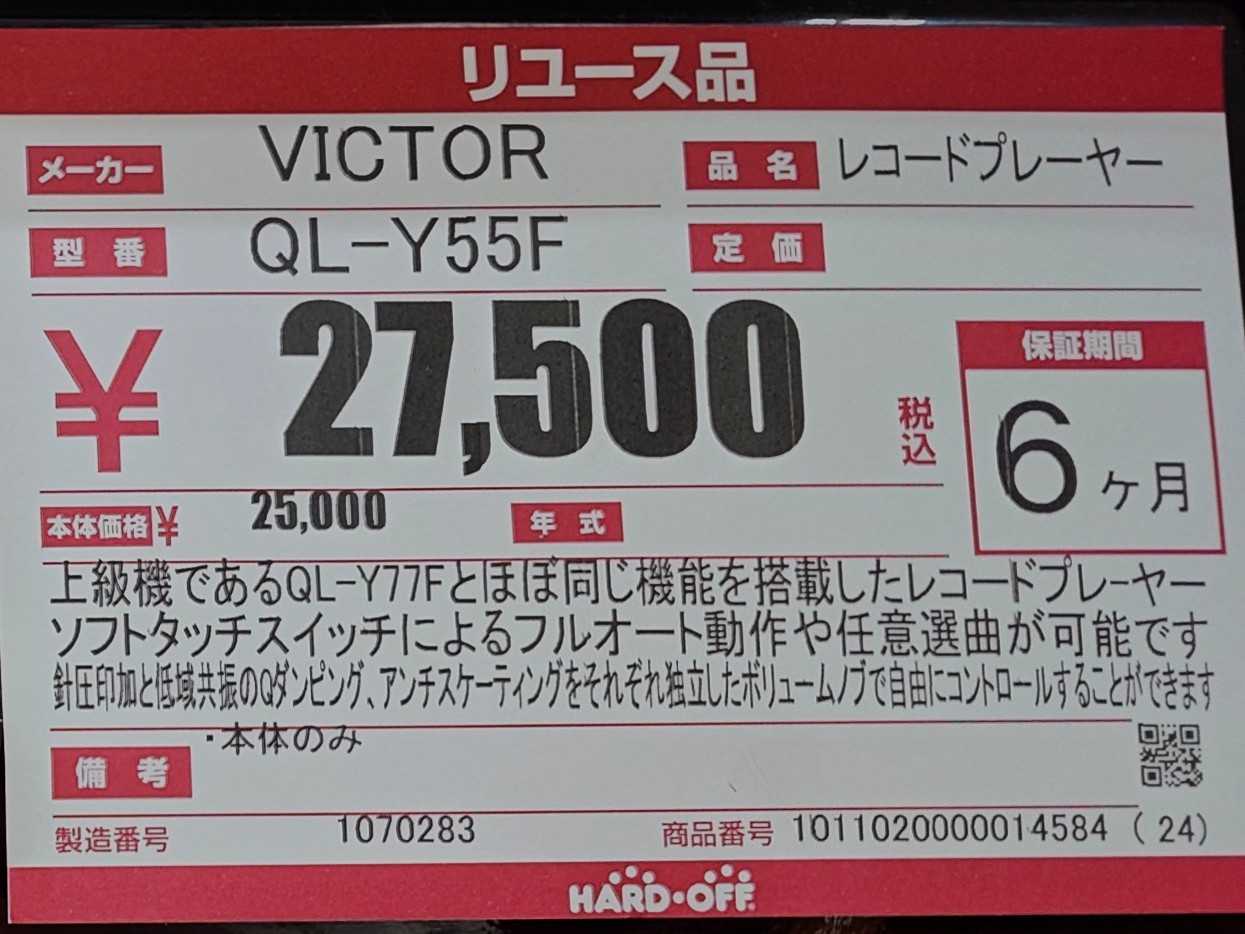 リユース品
メーカー VICTOR 品名 レコードプレーヤー
型番 QL-Y55F 定価
¥ 27,500 税込
保証期間
6ヶ月
本体価格¥ 25,000 年式
上級機であるQL-Y77Fとほぼ同じ機能を搭載したレコードプレーヤー
ソフトタッチスイッチによるフルオート動作や任意選曲が可能です
針圧印加と低域共振のQダンピング、アンチスケーティングをそれぞれ独立したボリュームノブで自由にコントロールすることができます
備考 ・本体のみ
製造番号 1070283 商品番号 1011020000014584 (24)
HARD・OFF